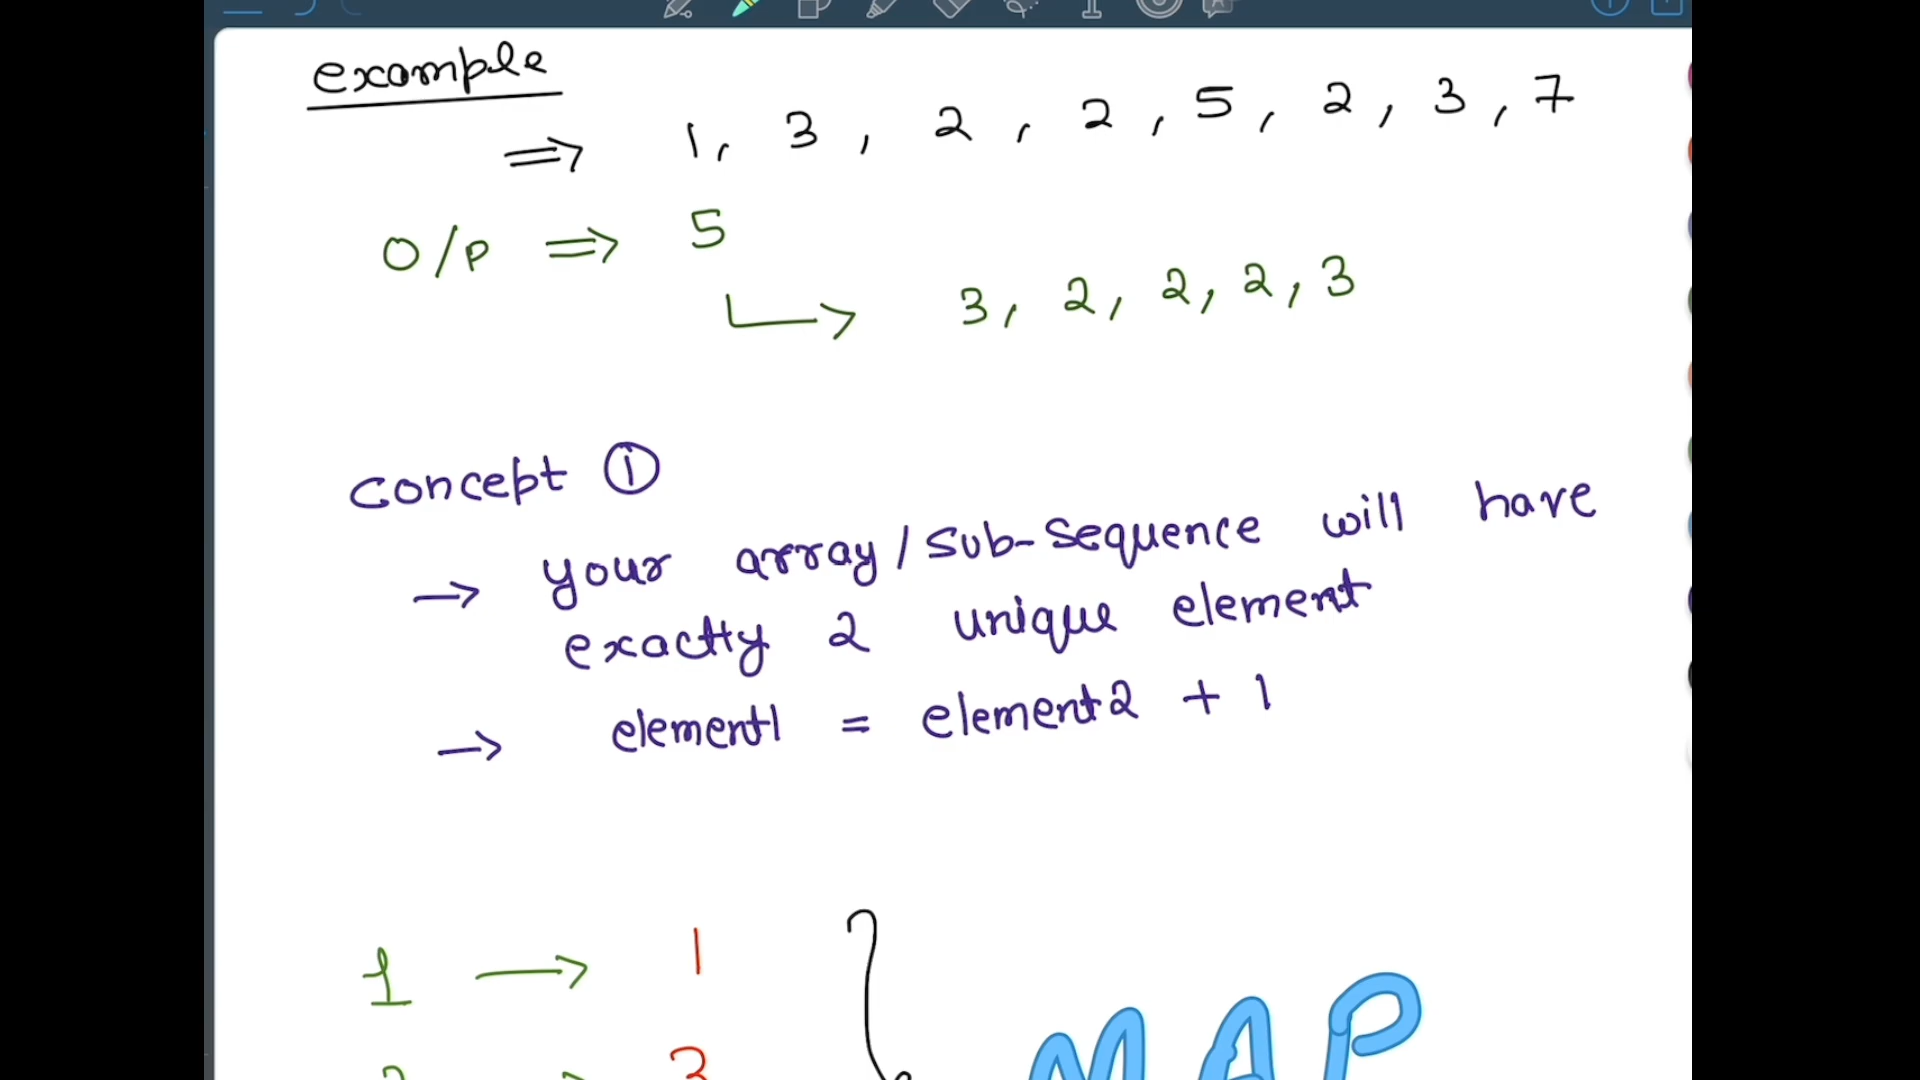 example
⇒ 1, 3, 2, 2, 5, 2, 3, 7
O/P ⇒ 5
↳ 3, 2, 2, 2, 3
concept ①
→ your array/sub-sequence will have
exactly 2 unique element
→ element1 = element2 + 1
1 → 1
MAP